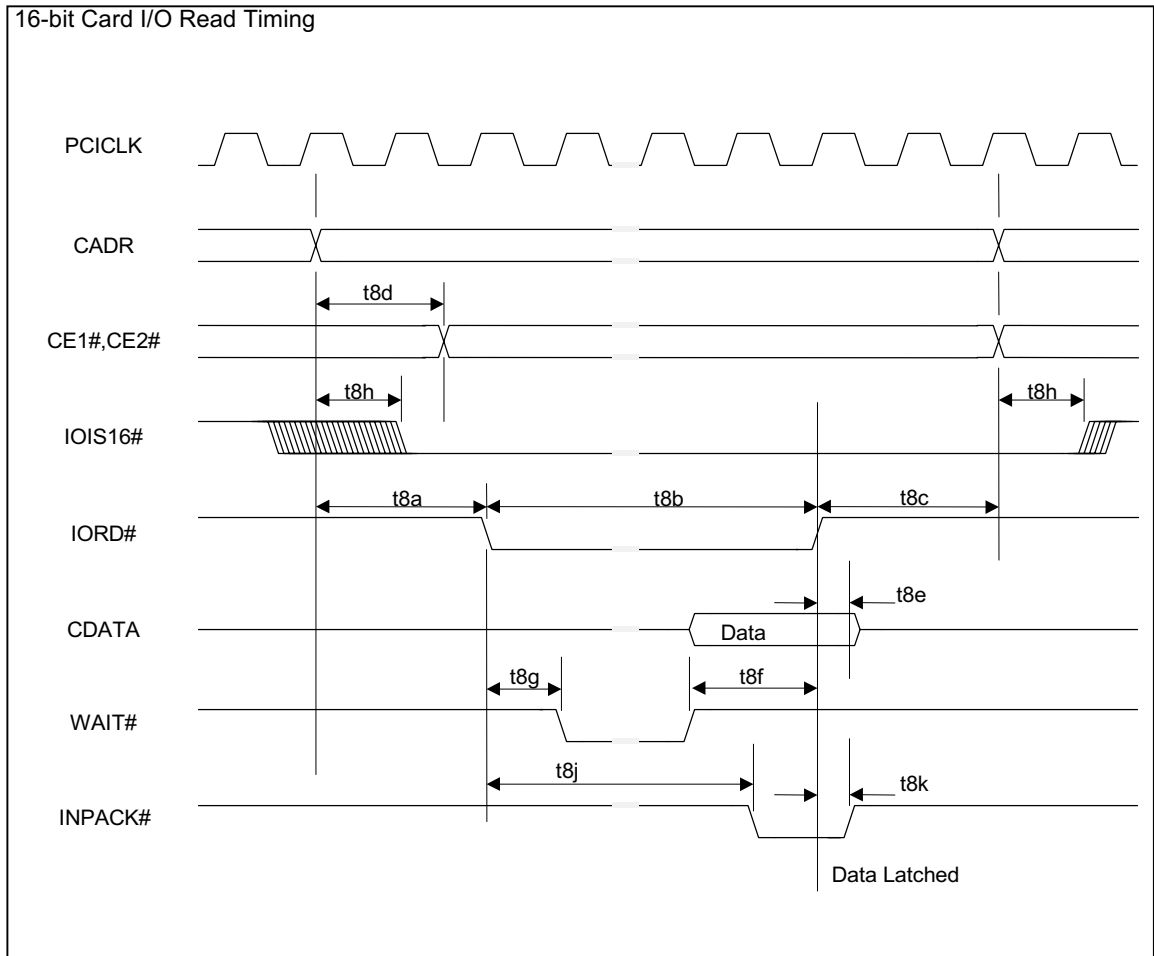 16-bit Card I/O Read Timing
PCICLK
CADR
t8d
CE1#,CE2#
t8h
t8h
IOIS16#
t8a
t8b
t8c
IORD#
t8e
CDATA
Data
t8g
t8f
WAIT#
t8j
t8k
INPACK#
Data Latched